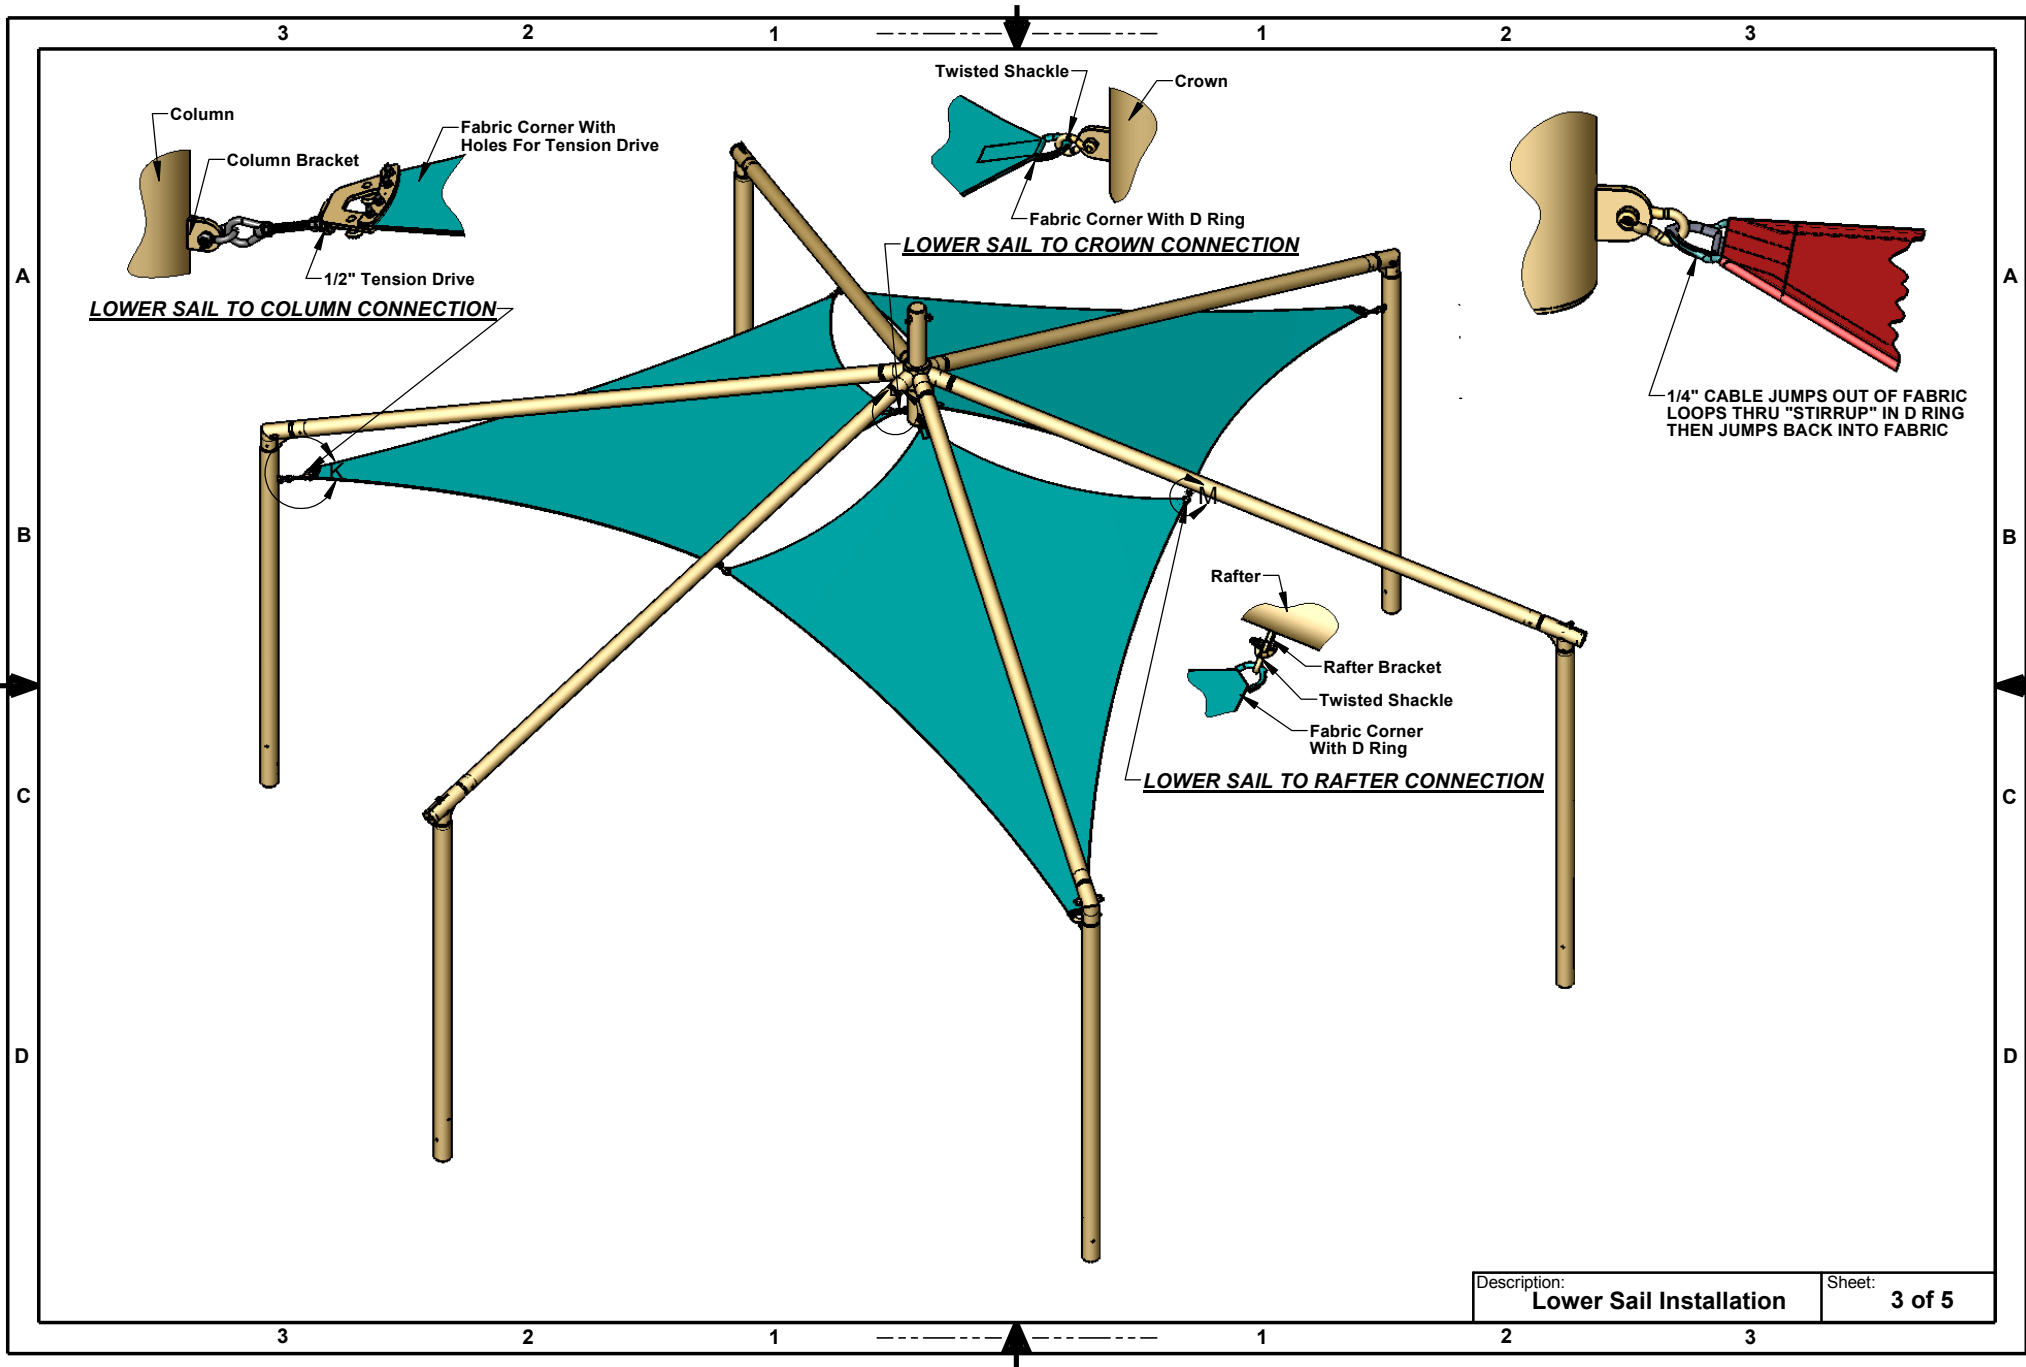 3 2 1 1 2 3
Twisted Shackle
Crown
Column
Fabric Corner With
Holes For Tension Drive
Column Bracket
Fabric Corner With D Ring
LOWER SAIL TO CROWN CONNECTION
1/2" Tension Drive
LOWER SAIL TO COLUMN CONNECTION
A
A
1/4" CABLE JUMPS OUT OF FABRIC
LOOPS THRU "STIRRUP" IN D RING
THEN JUMPS BACK INTO FABRIC
K
M
B
B
Rafter
Rafter Bracket
Twisted Shackle
Fabric Corner
With D Ring
LOWER SAIL TO RAFTER CONNECTION
C
C
D
D
Description:
Lower Sail Installation
Sheet:
3 of 5
3 2 1 1 2 3